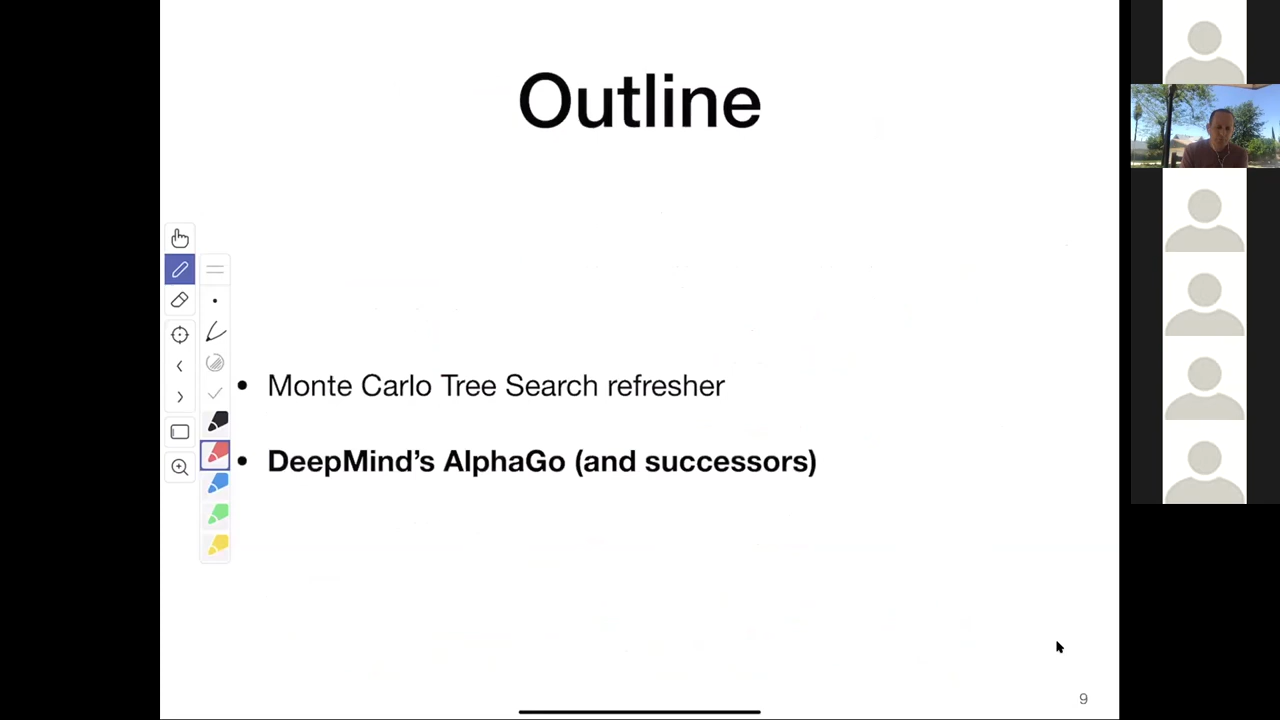 Outline
• Monte Carlo Tree Search refresher
• DeepMind’s AlphaGo (and successors)
9